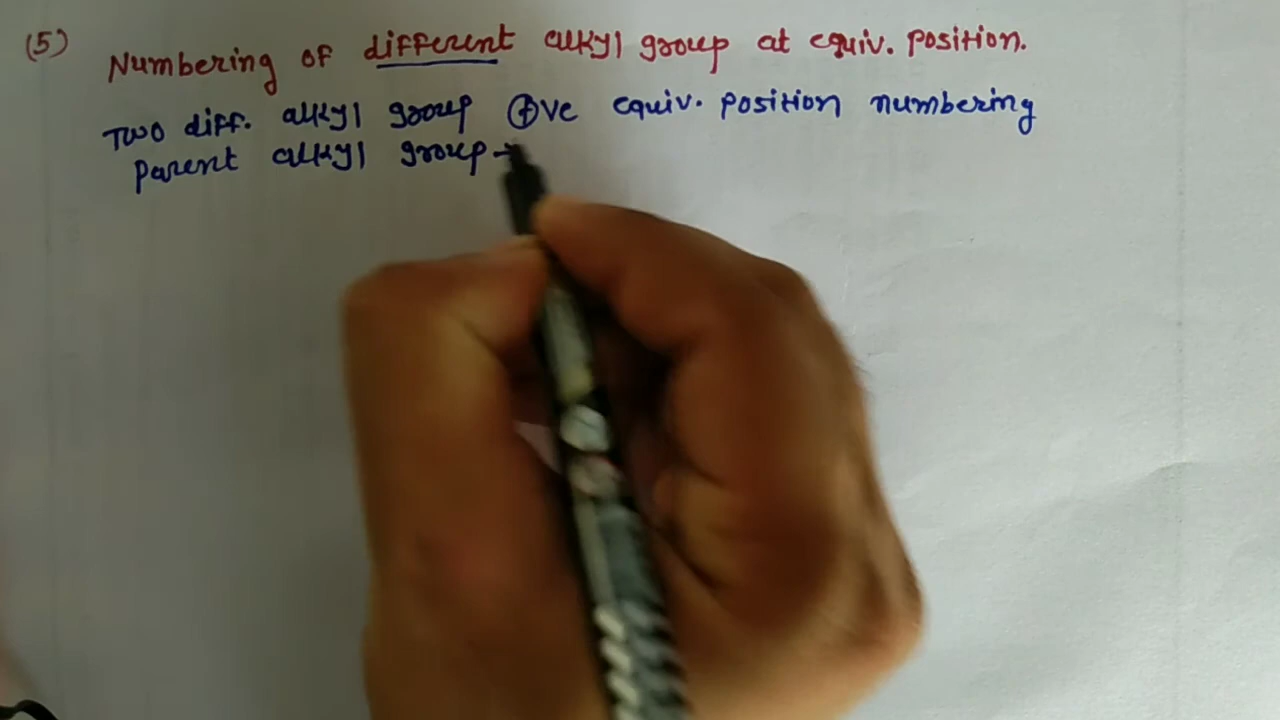 (5) Numbering of different alkyl group at equiv. position.
Two diff. alkyl group ⊕ve equiv. position numbering
parent alkyl group →